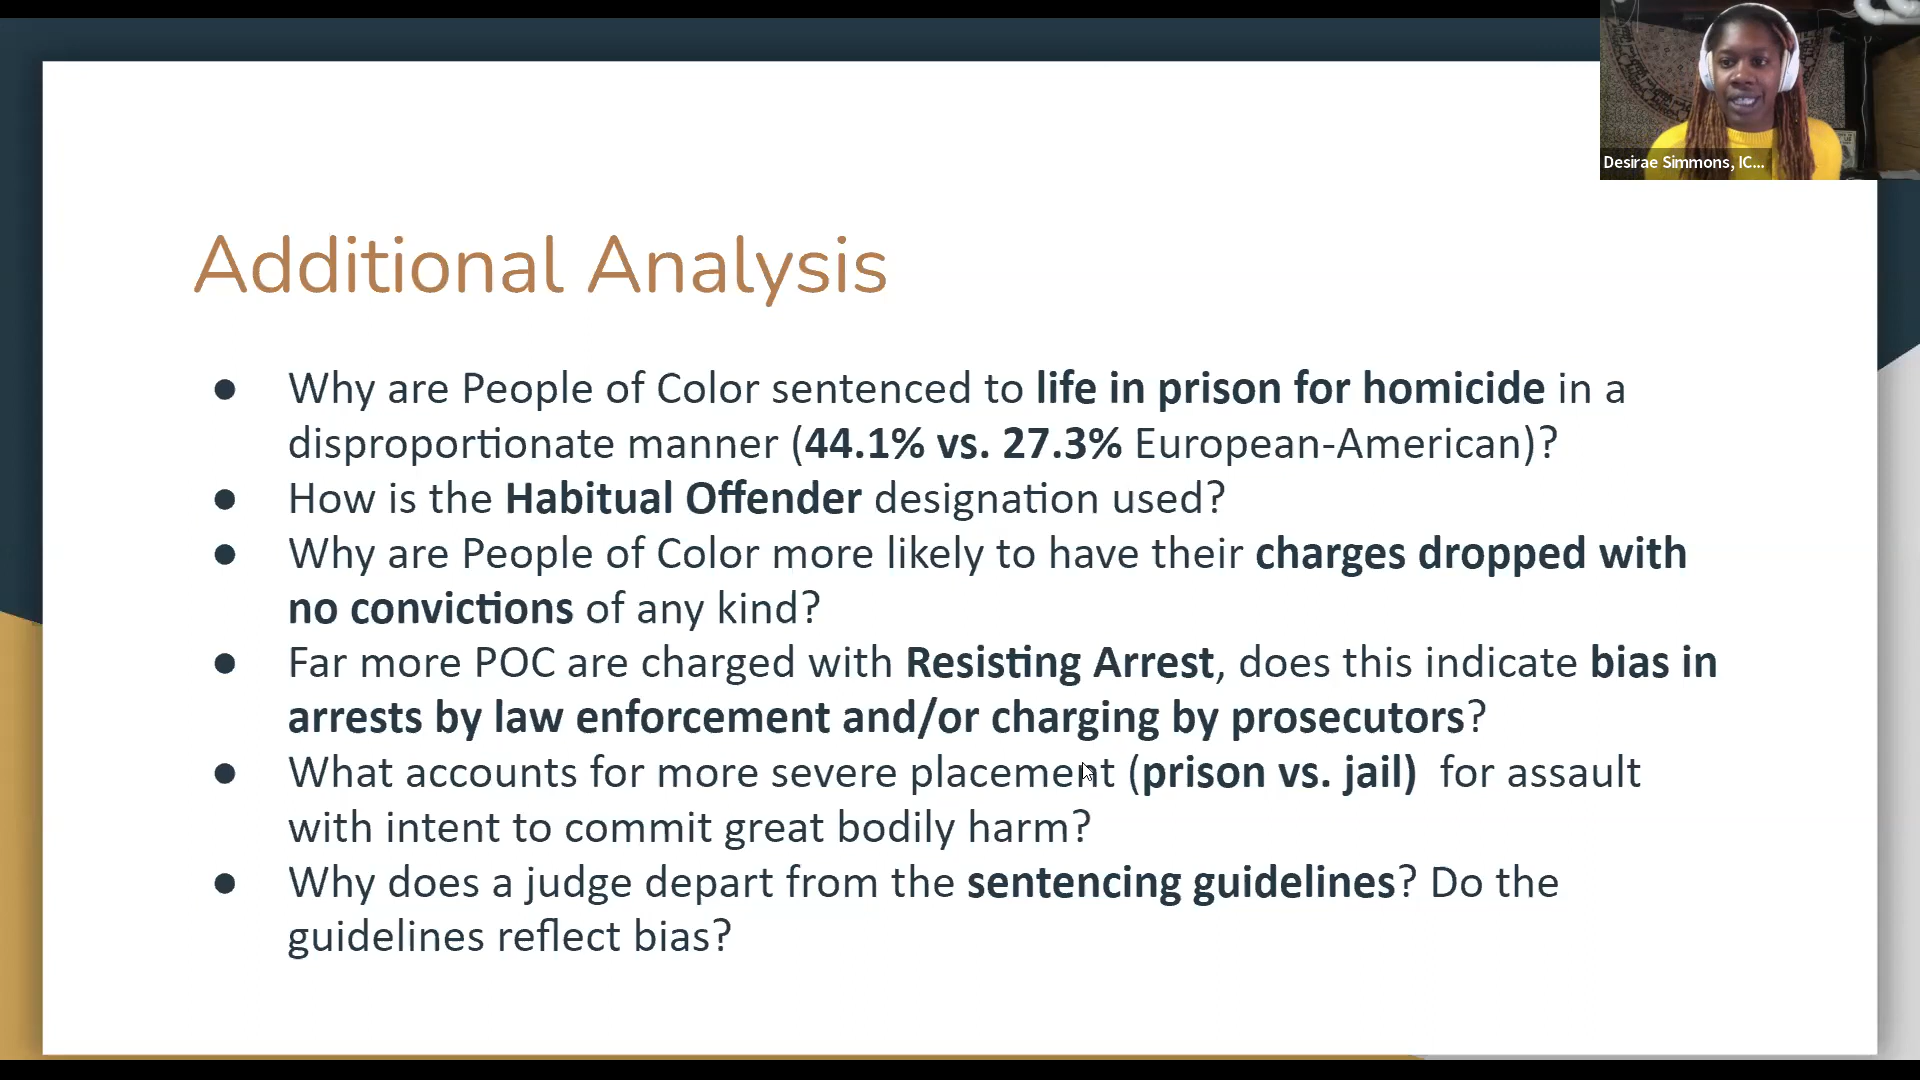 Desirae Simmons, IC...
Additional Analysis
● Why are People of Color sentenced to life in prison for homicide in a
disproportionate manner (44.1% vs. 27.3% European-American)?
● How is the Habitual Offender designation used?
● Why are People of Color more likely to have their charges dropped with
no convictions of any kind?
● Far more POC are charged with Resisting Arrest, does this indicate bias in
arrests by law enforcement and/or charging by prosecutors?
● What accounts for more severe placement (prison vs. jail)  for assault
with intent to commit great bodily harm?
● Why does a judge depart from the sentencing guidelines? Do the
guidelines reflect bias?